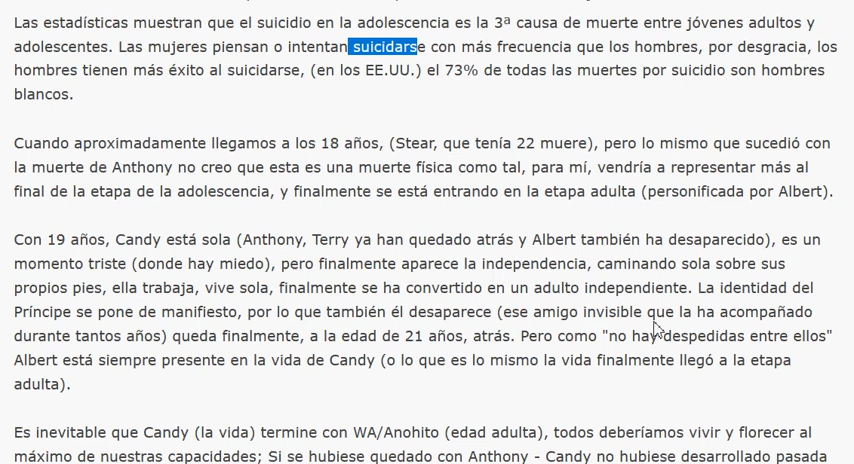 Las estadísticas muestran que el suicidio en la adolescencia es la 3ª causa de muerte entre jóvenes adultos y
adolescentes. Las mujeres piensan o intentan suicidarse con más frecuencia que los hombres, por desgracia, los
hombres tienen más éxito al suicidarse, (en los EE.UU.) el 73% de todas las muertes por suicidio son hombres
blancos.
Cuando aproximadamente llegamos a los 18 años, (Stear, que tenía 22 muere), pero lo mismo que sucedió con
la muerte de Anthony no creo que esta es una muerte física como tal, para mí, vendría a representar más al
final de la etapa de la adolescencia, y finalmente se está entrando en la etapa adulta (personificada por Albert).
Con 19 años, Candy está sola (Anthony, Terry ya han quedado atrás y Albert también ha desaparecido), es un
momento triste (donde hay miedo), pero finalmente aparece la independencia, caminando sola sobre sus
propios pies, ella trabaja, vive sola, finalmente se ha convertido en un adulto independiente. La identidad del
Príncipe se pone de manifiesto, por lo que también él desaparece (ese amigo invisible que la ha acompañado
durante tantos años) queda finalmente, a la edad de 21 años, atrás. Pero como "no hay despedidas entre ellos"
Albert está siempre presente en la vida de Candy (o lo que es lo mismo la vida finalmente llegó a la etapa
adulta).
Es inevitable que Candy (la vida) termine con WA/Anohito (edad adulta), todos deberíamos vivir y florecer al
máximo de nuestras capacidades; Si se hubiese quedado con Anthony - Candy no hubiese desarrollado pasada